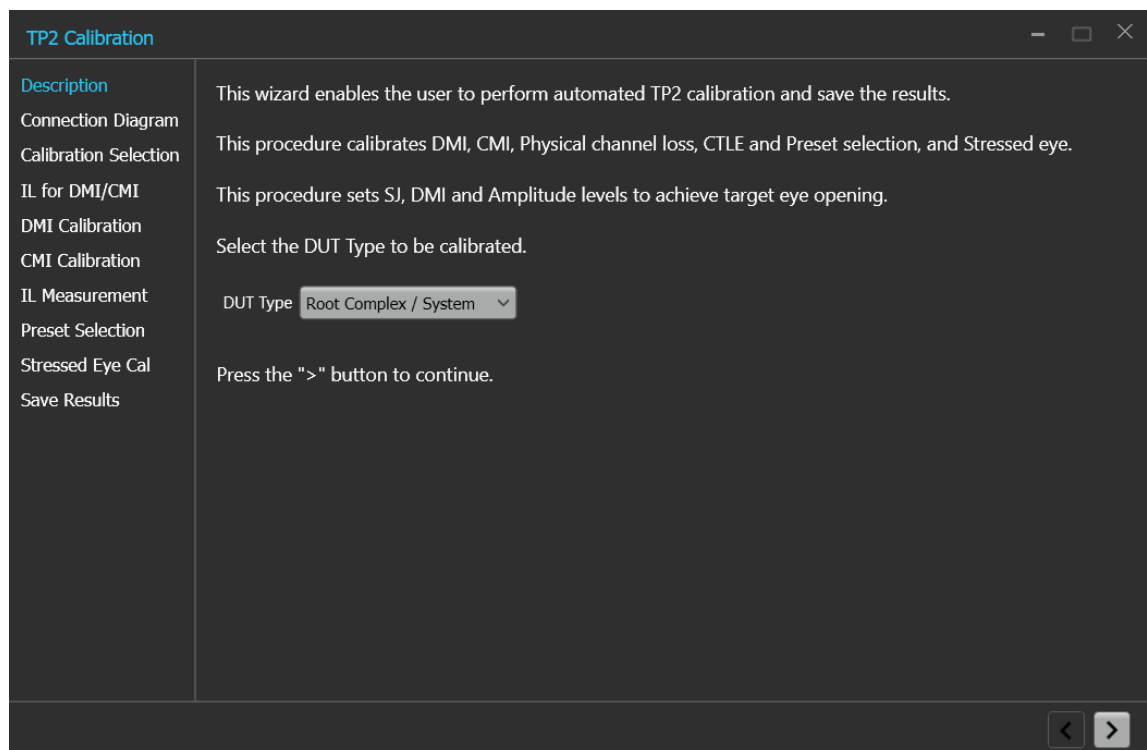 TP2 Calibration
Description
Connection Diagram
Calibration Selection
IL for DMI/CMI
DMI Calibration
CMI Calibration
IL Measurement
Preset Selection
Stressed Eye Cal
Save Results
This wizard enables the user to perform automated TP2 calibration and save the results.
This procedure calibrates DMI, CMI, Physical channel loss, CTLE and Preset selection, and Stressed eye.
This procedure sets SJ, DMI and Amplitude levels to achieve target eye opening.
Select the DUT Type to be calibrated.
DUT Type Root Complex / System
Press the ">" button to continue.